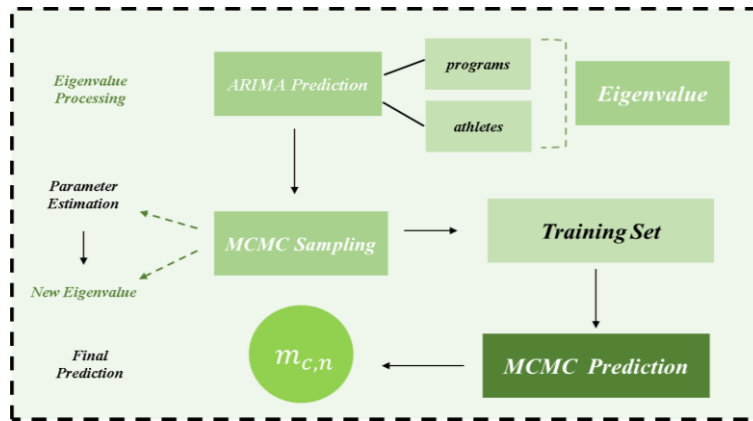 programs
Eigenvalue
Processing
ARIMA Prediction
Eigenvalue
athletes
Parameter
Estimation
MCMC Sampling
Training Set
New Eigenvalue
Final
Prediction
m_{c,n}
MCMC Prediction